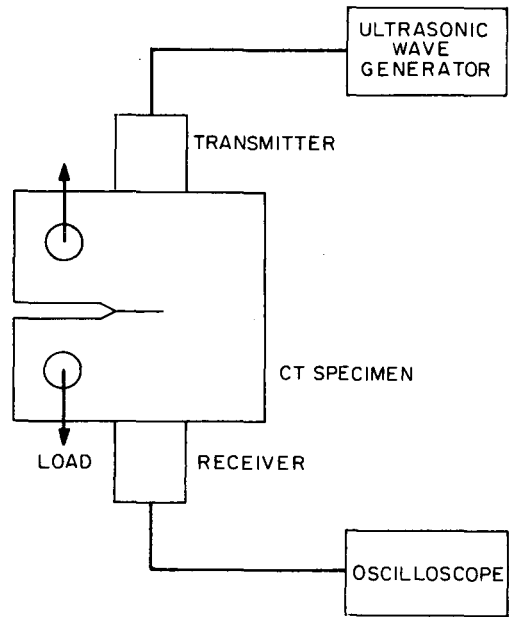 ULTRASONIC
WAVE
GENERATOR
TRANSMITTER
CT SPECIMEN
LOAD
RECEIVER
OSCILLOSCOPE